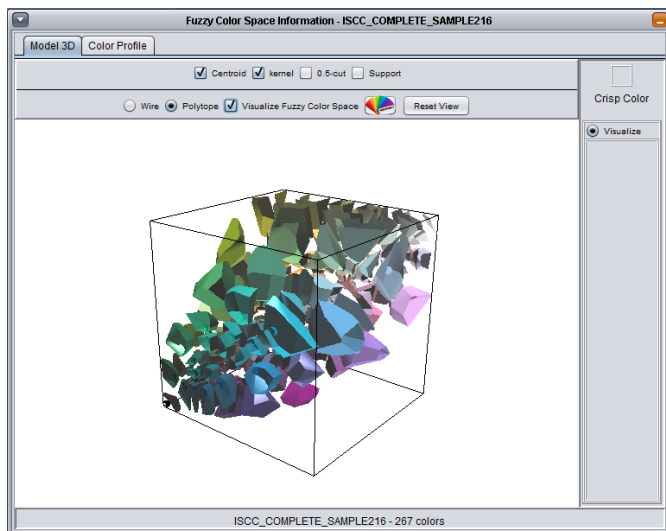 Fuzzy Color Space Information - ISCC_COMPLETE_SAMPLE216
Model 3D Color Profile
Centroid kernel 0.5-cut Support
Crisp Color
Wire Polytope Visualize Fuzzy Color Space Reset View
Visualize
ISCC_COMPLETE_SAMPLE216 - 267 colors